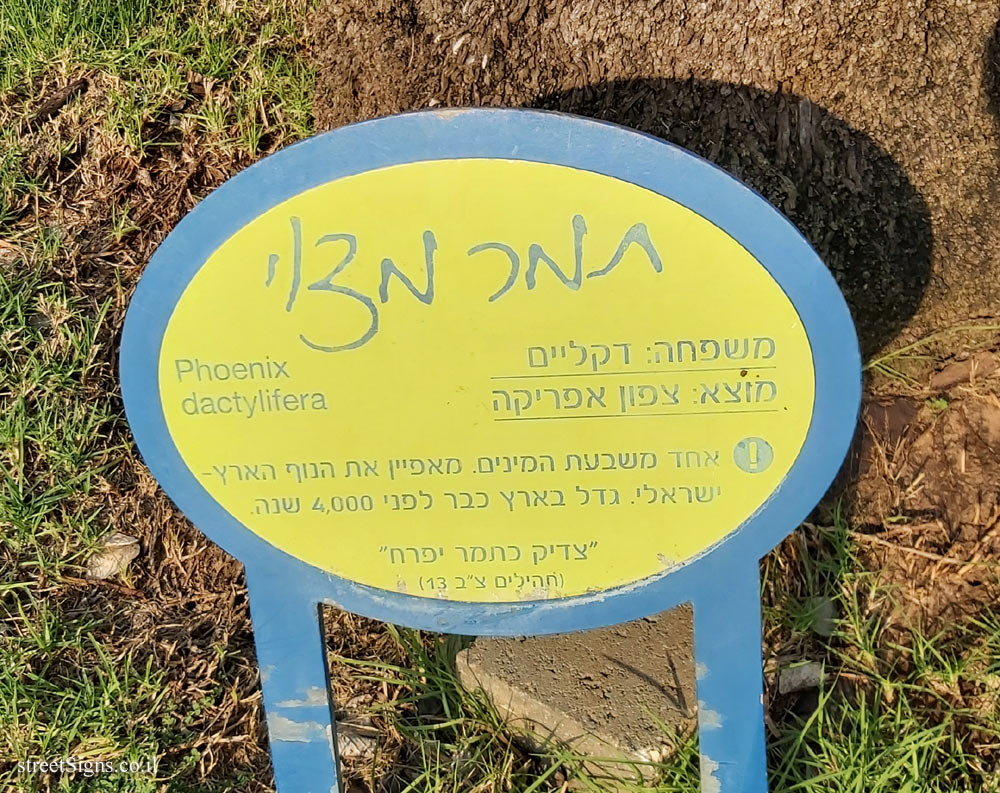 תמר מצוי
משפחה: דקליים
מוצא: צפון אפריקה
Phoenix
dactylifera
! אחד משבעת המינים. מאפיין את הנוף הארץ-
ישראלי. גדל בארץ כבר לפני 4,000 שנה.
"צדיק כתמר יפרח"
(תהילים צ"ב 13)
streetSigns.co.il